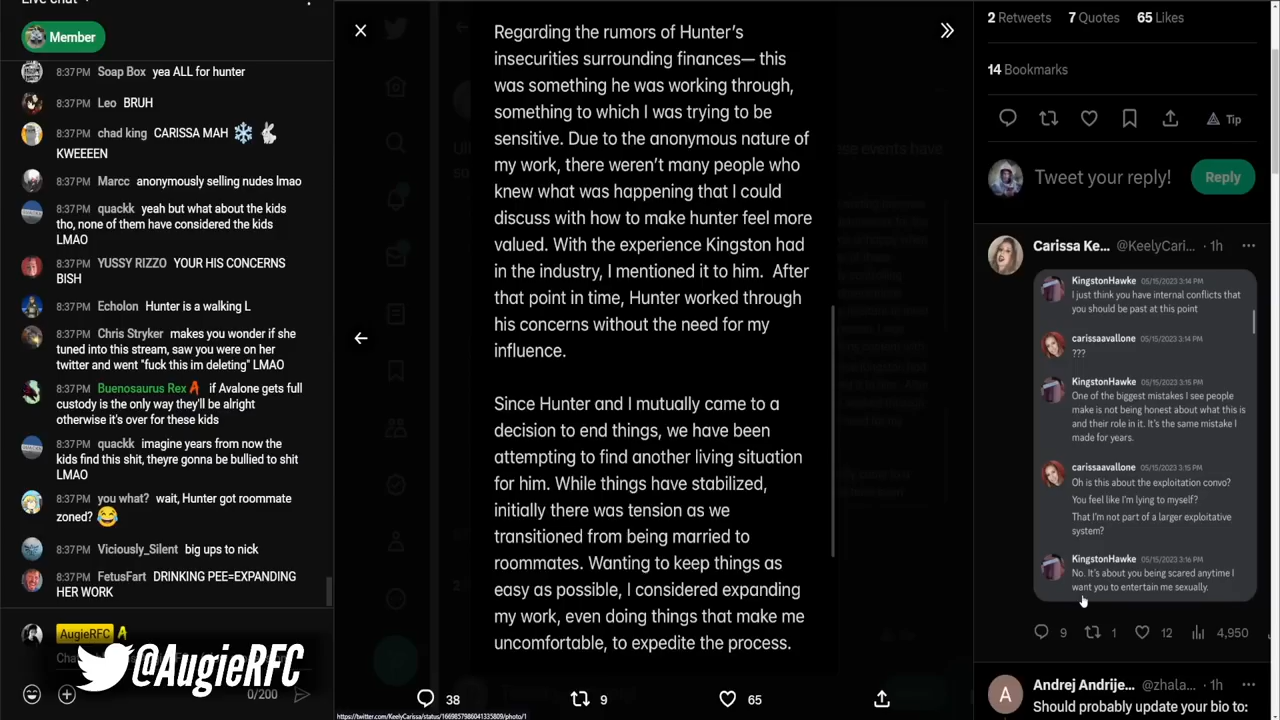 Live chat
Member
8:37 PM Soap Box yea ALL for hunter
8:37 PM Leo BRUH
8:37 PM chad king CARISSA MAH ❄️ 🐇
KWEEEEN
8:37 PM Marcc anonymously selling nudes lmao
8:37 PM quackk yeah but what about the kids
tho, none of them have considered the kids
LMAO
8:37 PM YUSSY RIZZO YOUR HIS CONCERNS
BISH
8:37 PM Echolon Hunter is a walking L
8:37 PM Chris Stryker makes you wonder if she
tuned into this stream, saw you were on her
twitter and went "fuck this im deleting" LMAO
8:37 PM Buenosaurus Rex if Avalone gets full
custody is the only way they'll be alright
otherwise it's over for these kids
8:37 PM quackk imagine years from now the
kids find this shit, theyre gonna be bullied to shit
LMAO
8:37 PM you what? wait, Hunter got roommate
zoned? 😂
8:37 PM Viciously_Silent big ups to nick
8:37 PM FetusFart DRINKING PEE=EXPANDING
HER WORK
AugieRFC
@AugieRFC
0/200
Regarding the rumors of Hunter's
insecurities surrounding finances— this
was something he was working through,
something to which I was trying to be
sensitive. Due to the anonymous nature of
my work, there weren't many people who
knew what was happening that I could
discuss with how to make hunter feel more
valued. With the experience Kingston had
in the industry, I mentioned it to him. After
that point in time, Hunter worked through
his concerns without the need for my
influence.
Since Hunter and I mutually came to a
decision to end things, we have been
attempting to find another living situation
for him. While things have stabilized,
initially there was tension as we
transitioned from being married to
roommates. Wanting to keep things as
easy as possible, I considered expanding
my work, even doing things that make me
uncomfortable, to expedite the process.
38 9 65
https://twitter.com/KeelyCarissa/status/1669857986041335809/photo/1
2 Retweets 7 Quotes 65 Likes
14 Bookmarks
Tip
Tweet your reply! Reply
Carissa Ke... @KeelyCari... · 1h
KingstonHawke 05/15/2023 3:14 PM
I just think you have internal conflicts that
you should be past at this point
carissaavallone 05/15/2023 3:14 PM
???
KingstonHawke 05/15/2023 3:15 PM
One of the biggest mistakes I see people
make is not being honest about what this is
and their role in it. It's the same mistake I
made for years.
carissaavallone 05/15/2023 3:15 PM
Oh is this about the exploitation convo?
You feel like I'm lying to myself?
That I'm not part of a larger exploitative
system?
KingstonHawke 05/15/2023 3:16 PM
No. It's about you being scared anytime I
want you to entertain me sexually.
9 1 12 4,950
A
Andrej Andrije... @zhala... · 1h
Should probably update your bio to: